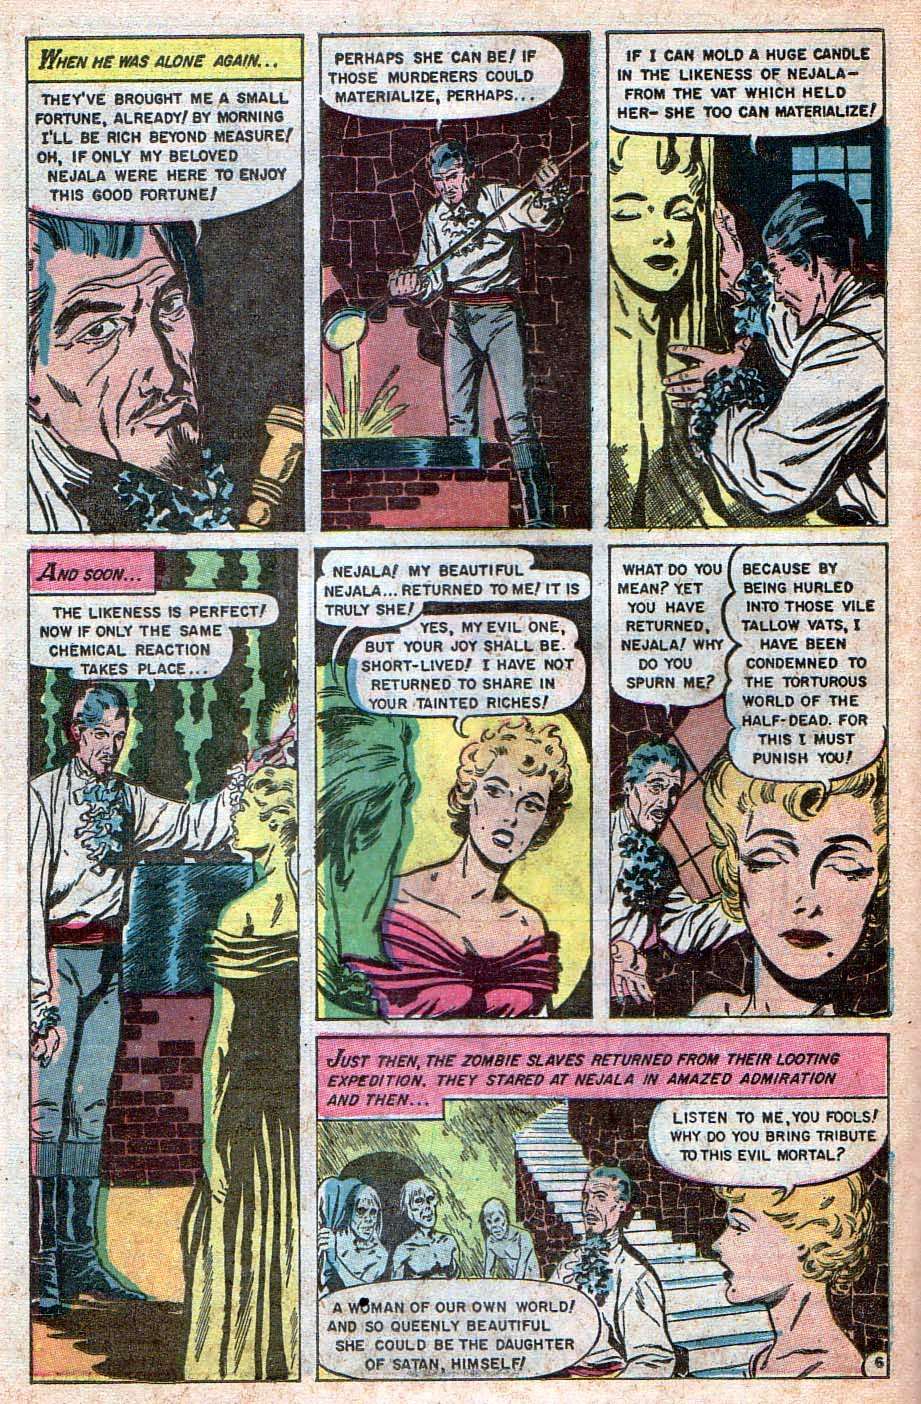 WHEN HE WAS ALONE AGAIN...
THEY'VE BROUGHT ME A SMALL
FORTUNE, ALREADY! BY MORNING
I'LL BE RICH BEYOND MEASURE!
OH, IF ONLY MY BELOVED
NEJALA WERE HERE TO ENJOY
THIS GOOD FORTUNE!
PERHAPS SHE CAN BE! IF
THOSE MURDERERS COULD
MATERIALIZE, PERHAPS...
IF I CAN MOLD A HUGE CANDLE
IN THE LIKENESS OF NEJALA—
FROM THE VAT WHICH HELD
HER— SHE TOO CAN MATERIALIZE!
AND SOON...
THE LIKENESS IS PERFECT!
NOW IF ONLY THE SAME
CHEMICAL REACTION
TAKES PLACE...
NEJALA! MY BEAUTIFUL
NEJALA... RETURNED TO ME! IT IS
TRULY SHE!
YES, MY EVIL ONE,
BUT YOUR JOY SHALL BE
SHORT-LIVED! I HAVE NOT
RETURNED TO SHARE IN
YOUR TAINTED RICHES!
WHAT DO YOU
MEAN? YET
YOU HAVE
RETURNED,
NEJALA! WHY
DO YOU
SPURN ME?
BECAUSE BY
BEING HURLED
INTO THOSE VILE
TALLOW VATS, I
HAVE BEEN
CONDEMNED TO
THE TORTUROUS
WORLD OF THE
HALF-DEAD. FOR
THIS I MUST
PUNISH YOU!
JUST THEN, THE ZOMBIE SLAVES RETURNED FROM THEIR LOOTING
EXPEDITION. THEY STARED AT NEJALA IN AMAZED ADMIRATION
AND THEN...
A WOMAN OF OUR OWN WORLD!
AND SO QUEENLY BEAUTIFUL
SHE COULD BE THE DAUGHTER
OF SATAN, HIMSELF!
LISTEN TO ME, YOU FOOLS!
WHY DO YOU BRING TRIBUTE
TO THIS EVIL MORTAL?
6